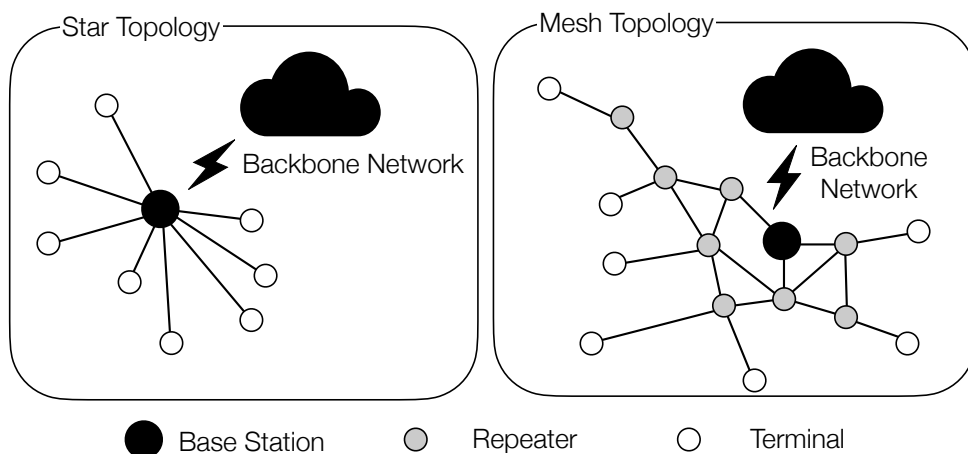 Star Topology
Backbone Network
Mesh Topology
Backbone
Network
Base Station
Repeater
Terminal